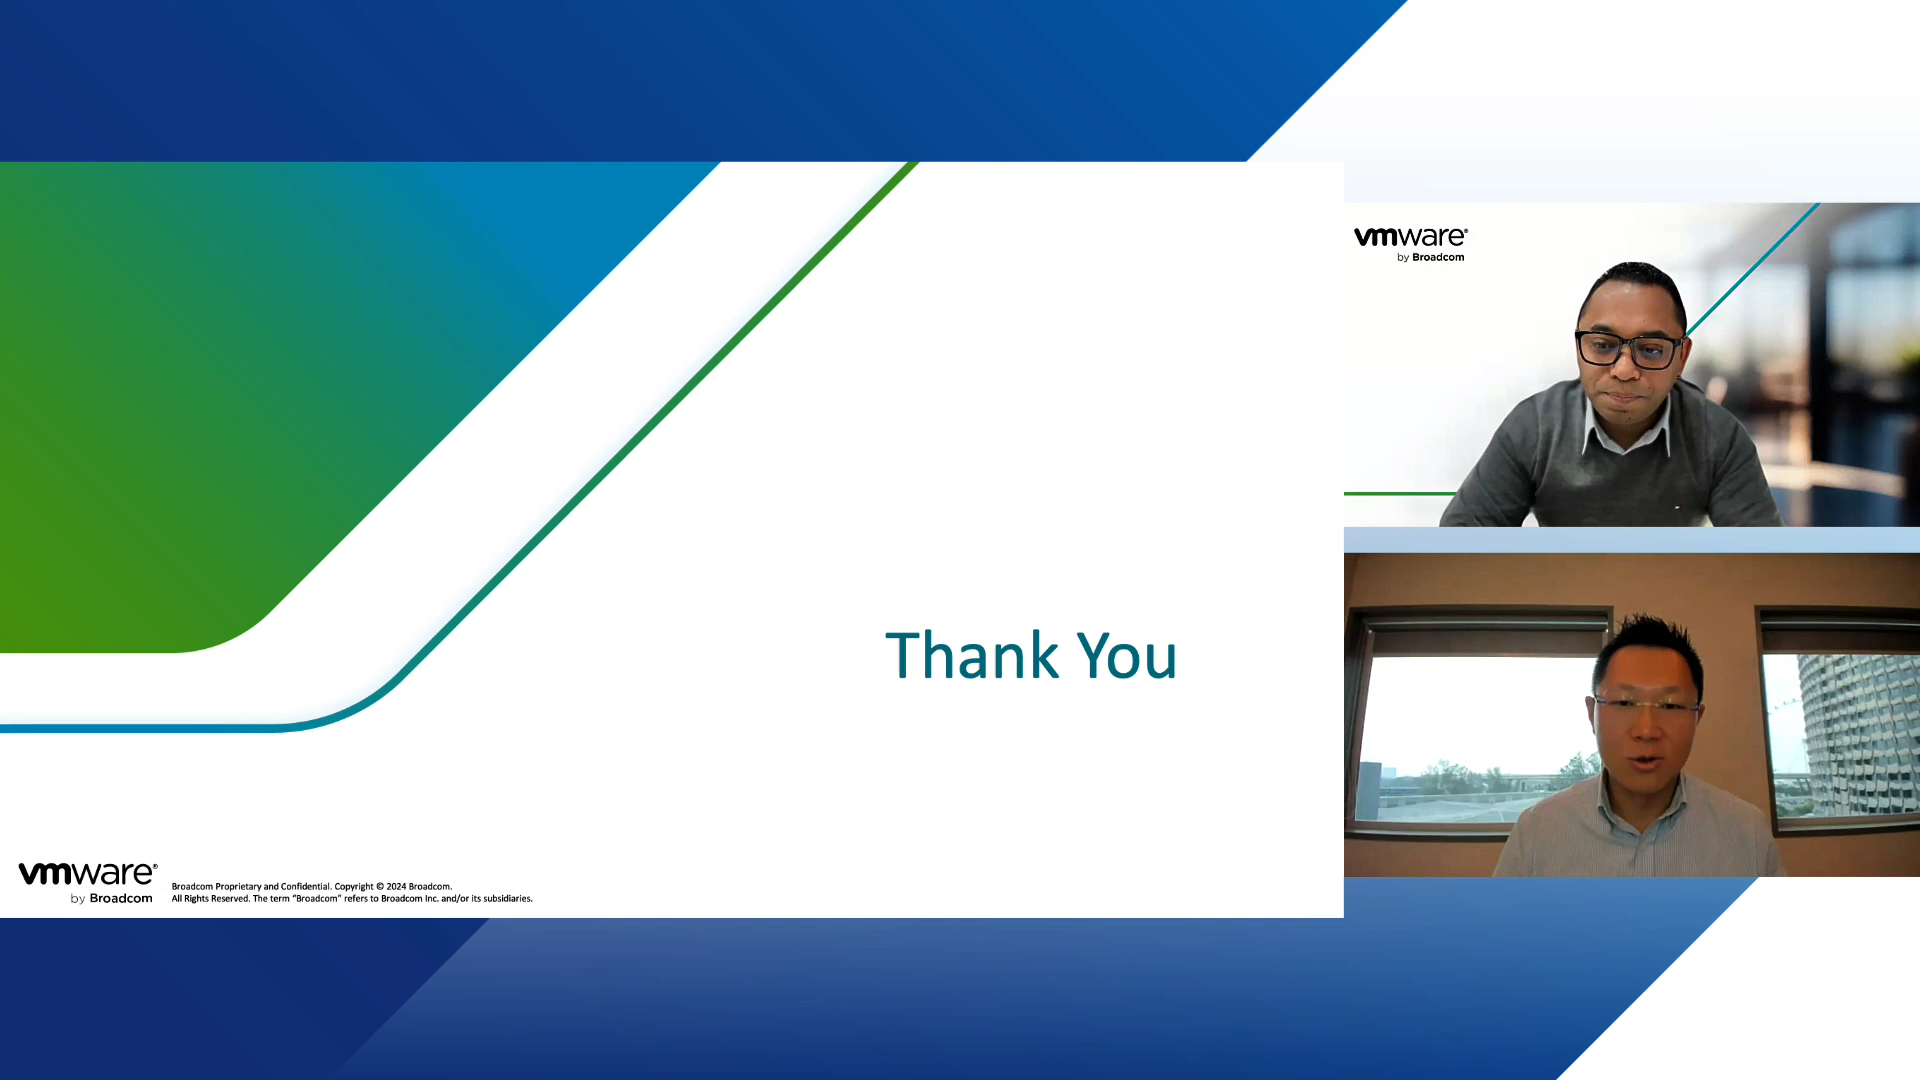 vmware®
by Broadcom
Thank You
vmware®
by Broadcom
Broadcom Proprietary and Confidential. Copyright © 2024 Broadcom.
All Rights Reserved. The term “Broadcom” refers to Broadcom Inc. and/or its subsidiaries.